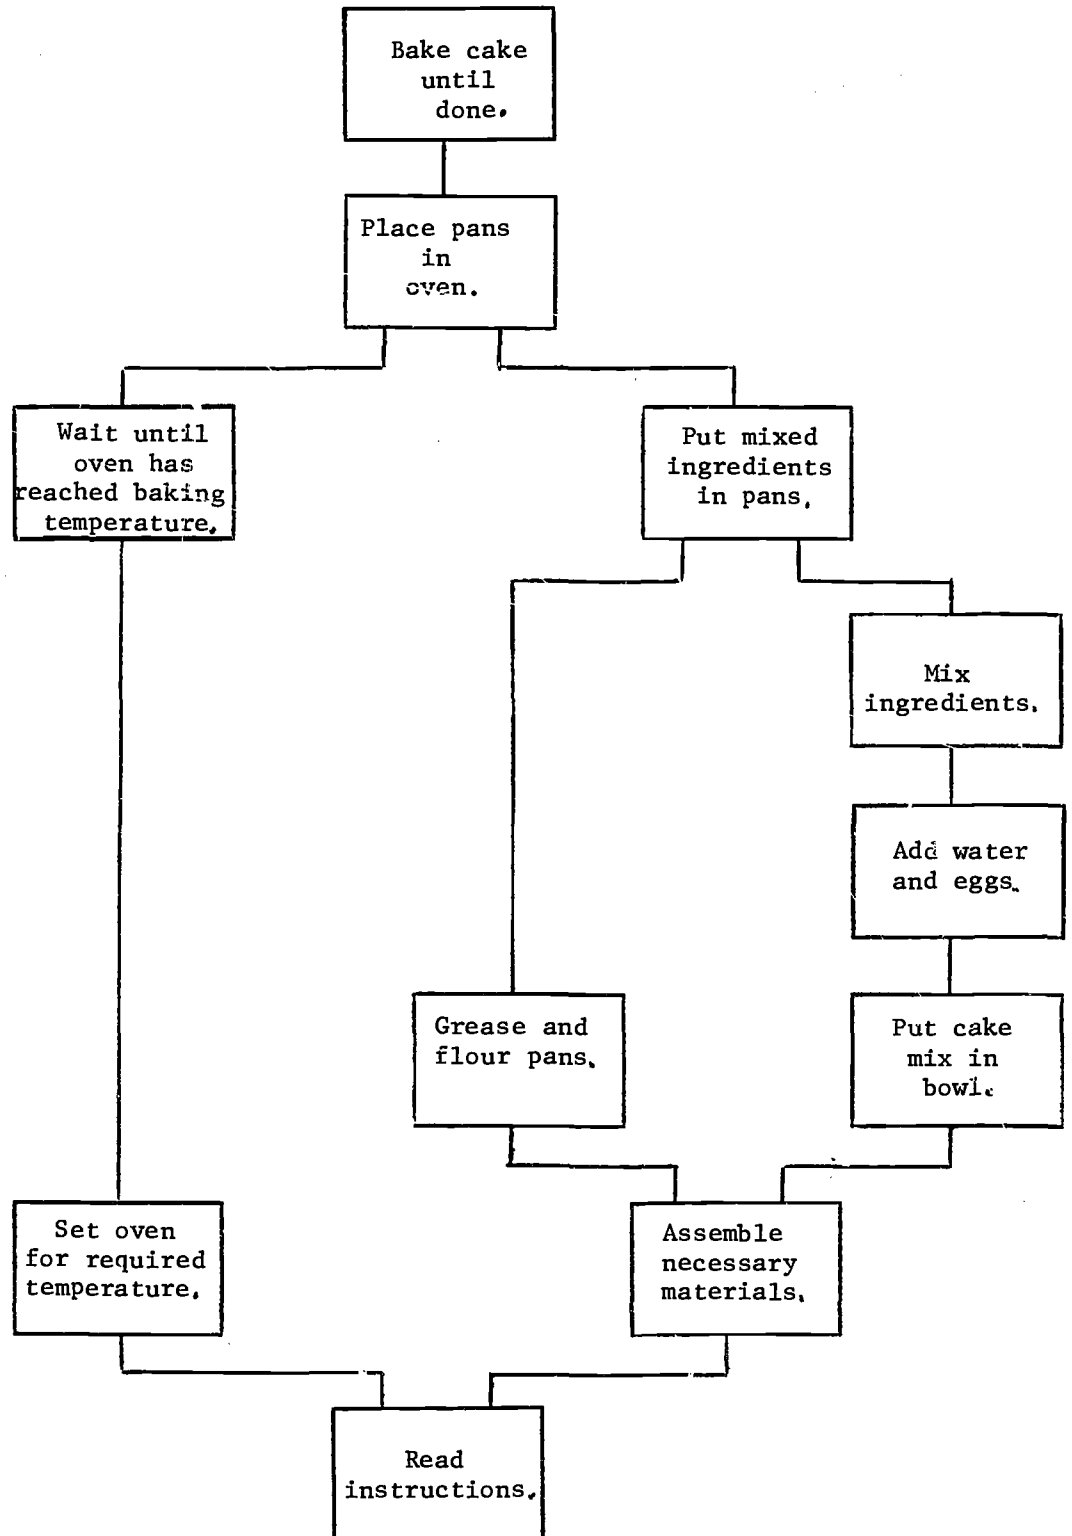 Bake cake
until
done.
Place pans
in
oven.
Wait until
oven has
reached baking
temperature.
Put mixed
ingredients
in pans.
Mix
ingredients.
Add water
and eggs.
Grease and
flour pans.
Put cake
mix in
bowl.
Set oven
for required
temperature.
Assemble
necessary
materials.
Read
instructions.